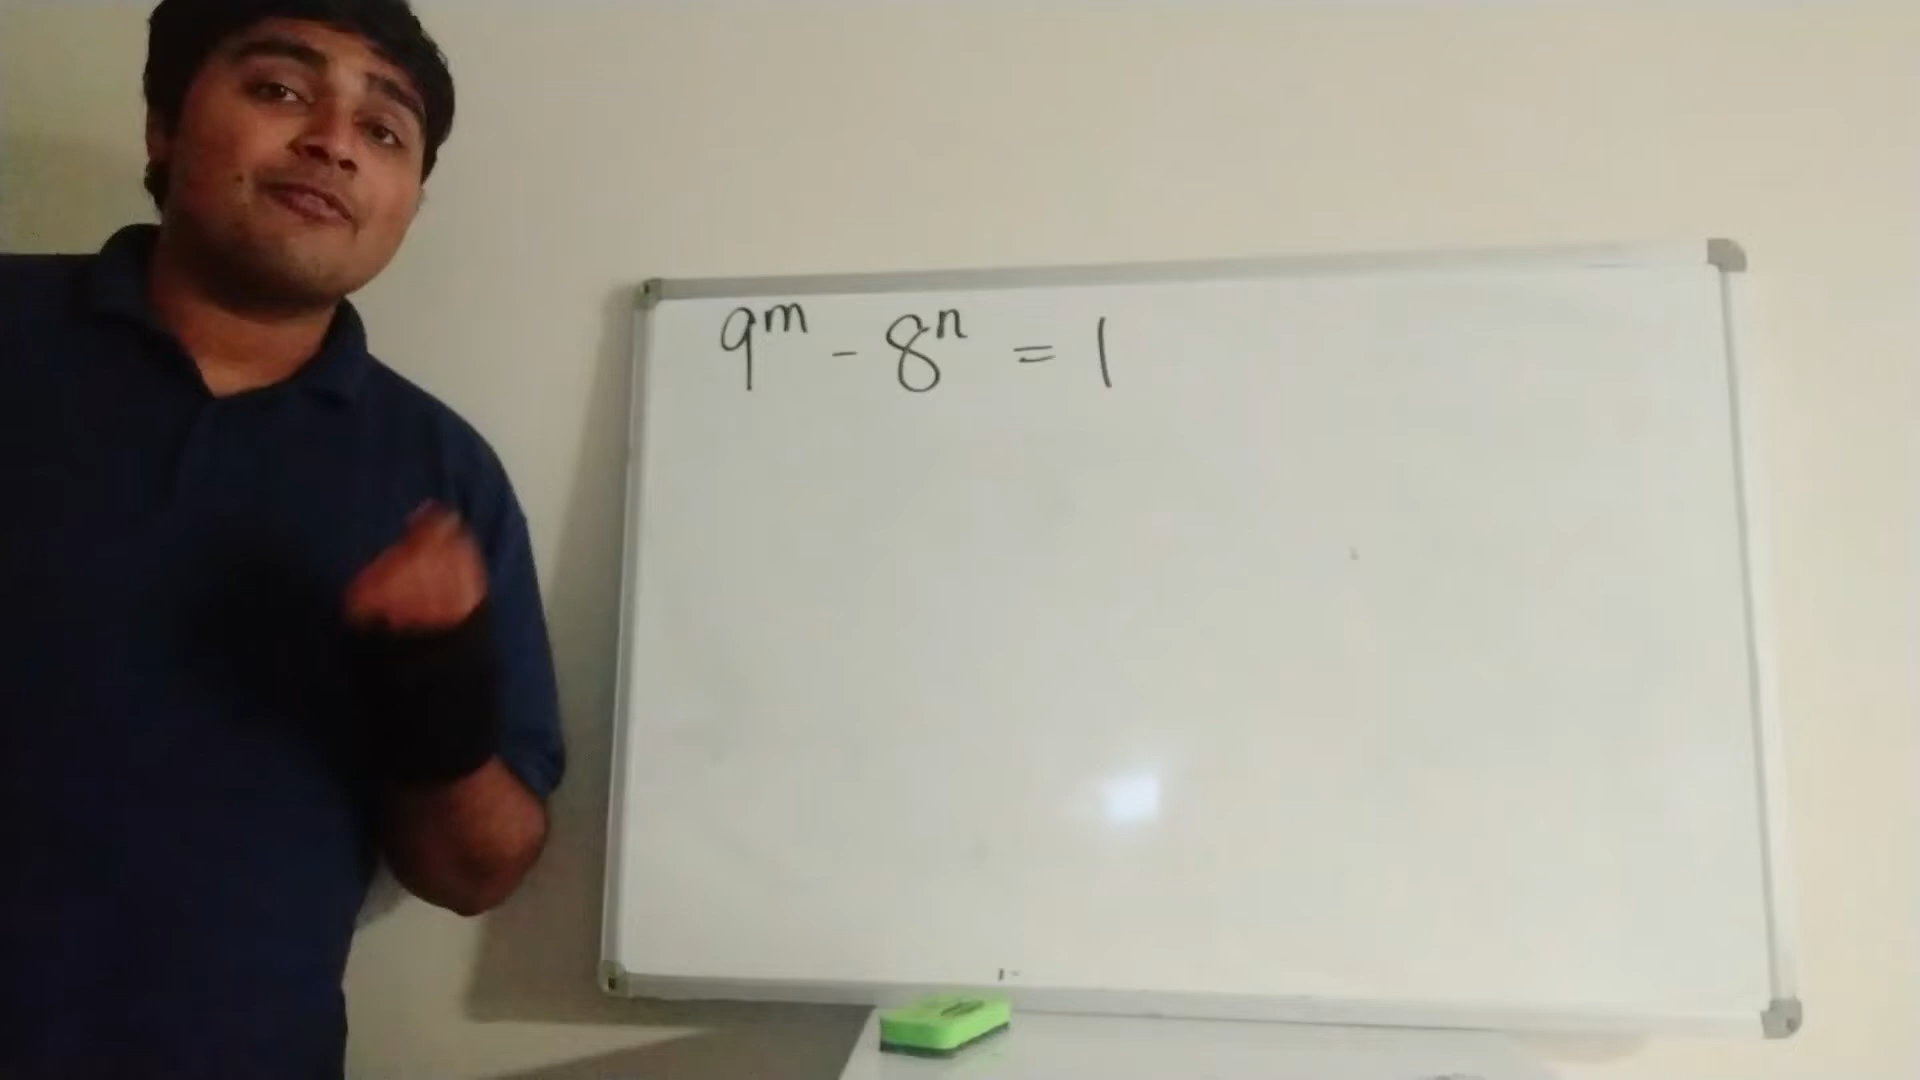 9^m - 8^n = 1